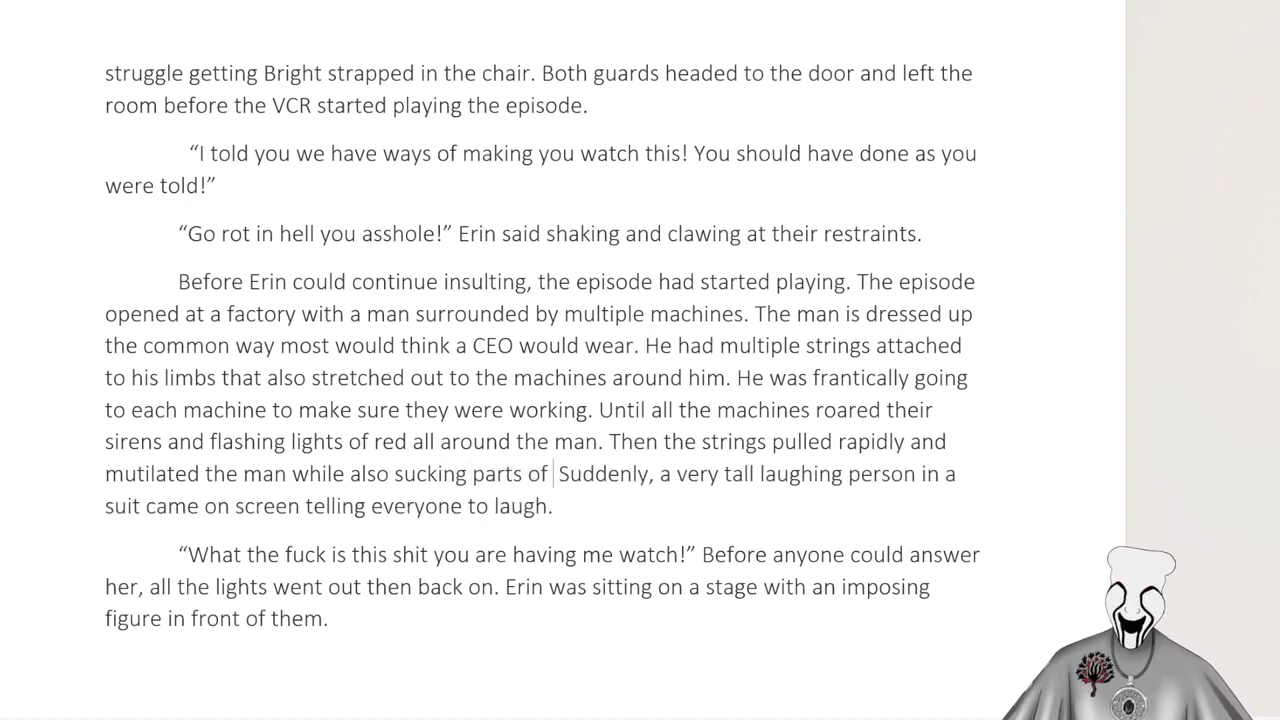 struggle getting Bright strapped in the chair. Both guards headed to the door and left the
room before the VCR started playing the episode.
“I told you we have ways of making you watch this! You should have done as you
were told!”
“Go rot in hell you asshole!” Erin said shaking and clawing at their restraints.
Before Erin could continue insulting, the episode had started playing. The episode
opened at a factory with a man surrounded by multiple machines. The man is dressed up
the common way most would think a CEO would wear. He had multiple strings attached
to his limbs that also stretched out to the machines around him. He was frantically going
to each machine to make sure they were working. Until all the machines roared their
sirens and flashing lights of red all around the man. Then the strings pulled rapidly and
mutilated the man while also sucking parts of Suddenly, a very tall laughing person in a
suit came on screen telling everyone to laugh.
“What the fuck is this shit you are having me watch!” Before anyone could answer
her, all the lights went out then back on. Erin was sitting on a stage with an imposing
figure in front of them.